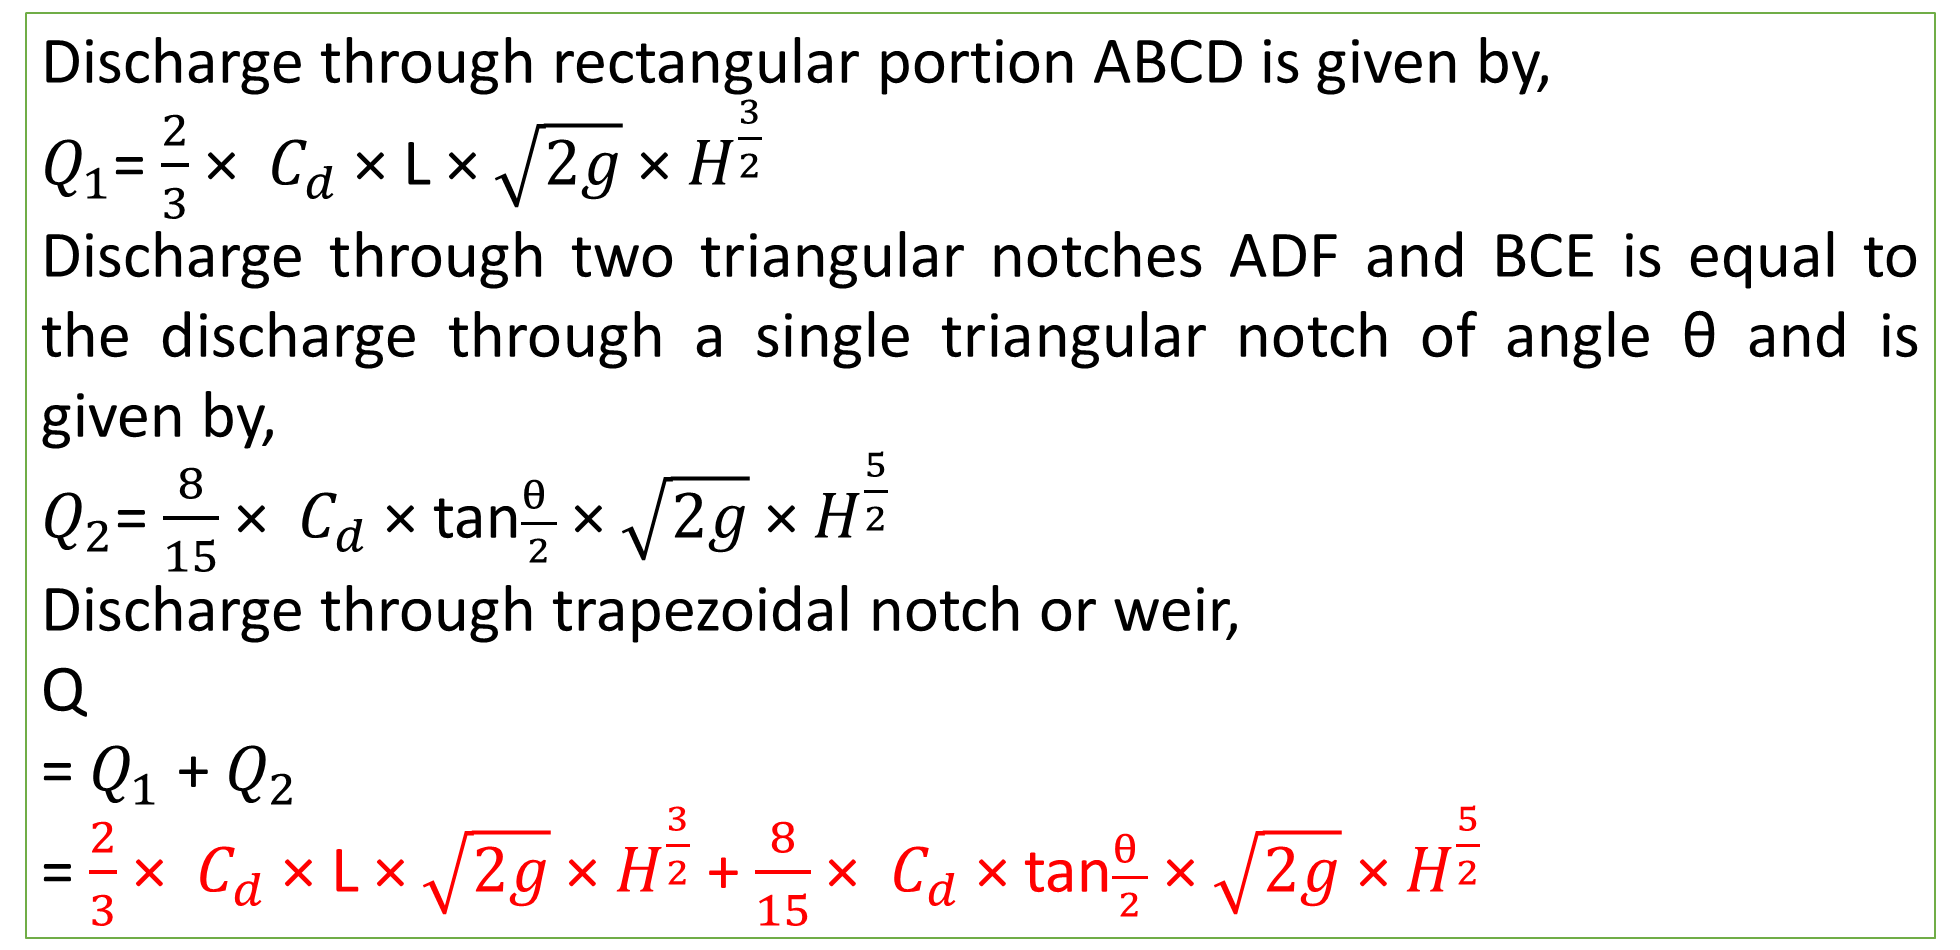 Discharge through rectangular portion ABCD is given by,
Q₁= 2/3 × C_d × L × √(2g) × H^(3/2)
Discharge through two triangular notches ADF and BCE is equal to
the discharge through a single triangular notch of angle θ and is
given by,
Q₂= 8/15 × C_d × tan θ/2 × √(2g) × H^(5/2)
Discharge through trapezoidal notch or weir,
Q
= Q₁ + Q₂
= 2/3 × C_d × L × √(2g) × H^(3/2) + 8/15 × C_d × tan θ/2 × √(2g) × H^(5/2)